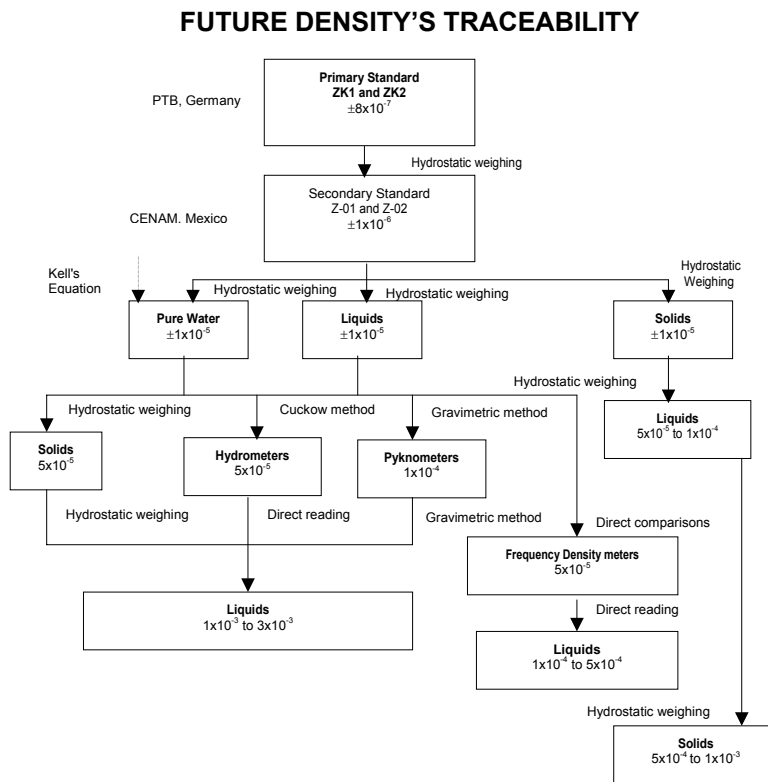 FUTURE DENSITY'S TRACEABILITY
PTB, Germany
Primary Standard
ZK1 and ZK2
±8x10⁻⁷
Hydrostatic weighing
CENAM. Mexico
Secondary Standard
Z-01 and Z-02
±1x10⁻⁶
Kell's
Equation
Hydrostatic weighing
Hydrostatic weighing
Hydrostatic
Weighing
Pure Water
±1x10⁻⁵
Liquids
±1x10⁻⁵
Solids
±1x10⁻⁵
Hydrostatic weighing
Cuckow method
Gravimetric method
Hydrostatic weighing
Solids
5x10⁻⁵
Hydrometers
5x10⁻⁵
Pyknometers
1x10⁻⁴
Liquids
5x10⁻⁵ to 1x10⁻⁴
Hydrostatic weighing
Direct reading
Gravimetric method
Direct comparisons
Frequency Density meters
5x10⁻⁵
Liquids
1x10⁻³ to 3x10⁻³
Direct reading
Liquids
1x10⁻⁴ to 5x10⁻⁴
Hydrostatic weighing
Solids
5x10⁻⁴ to 1x10⁻³